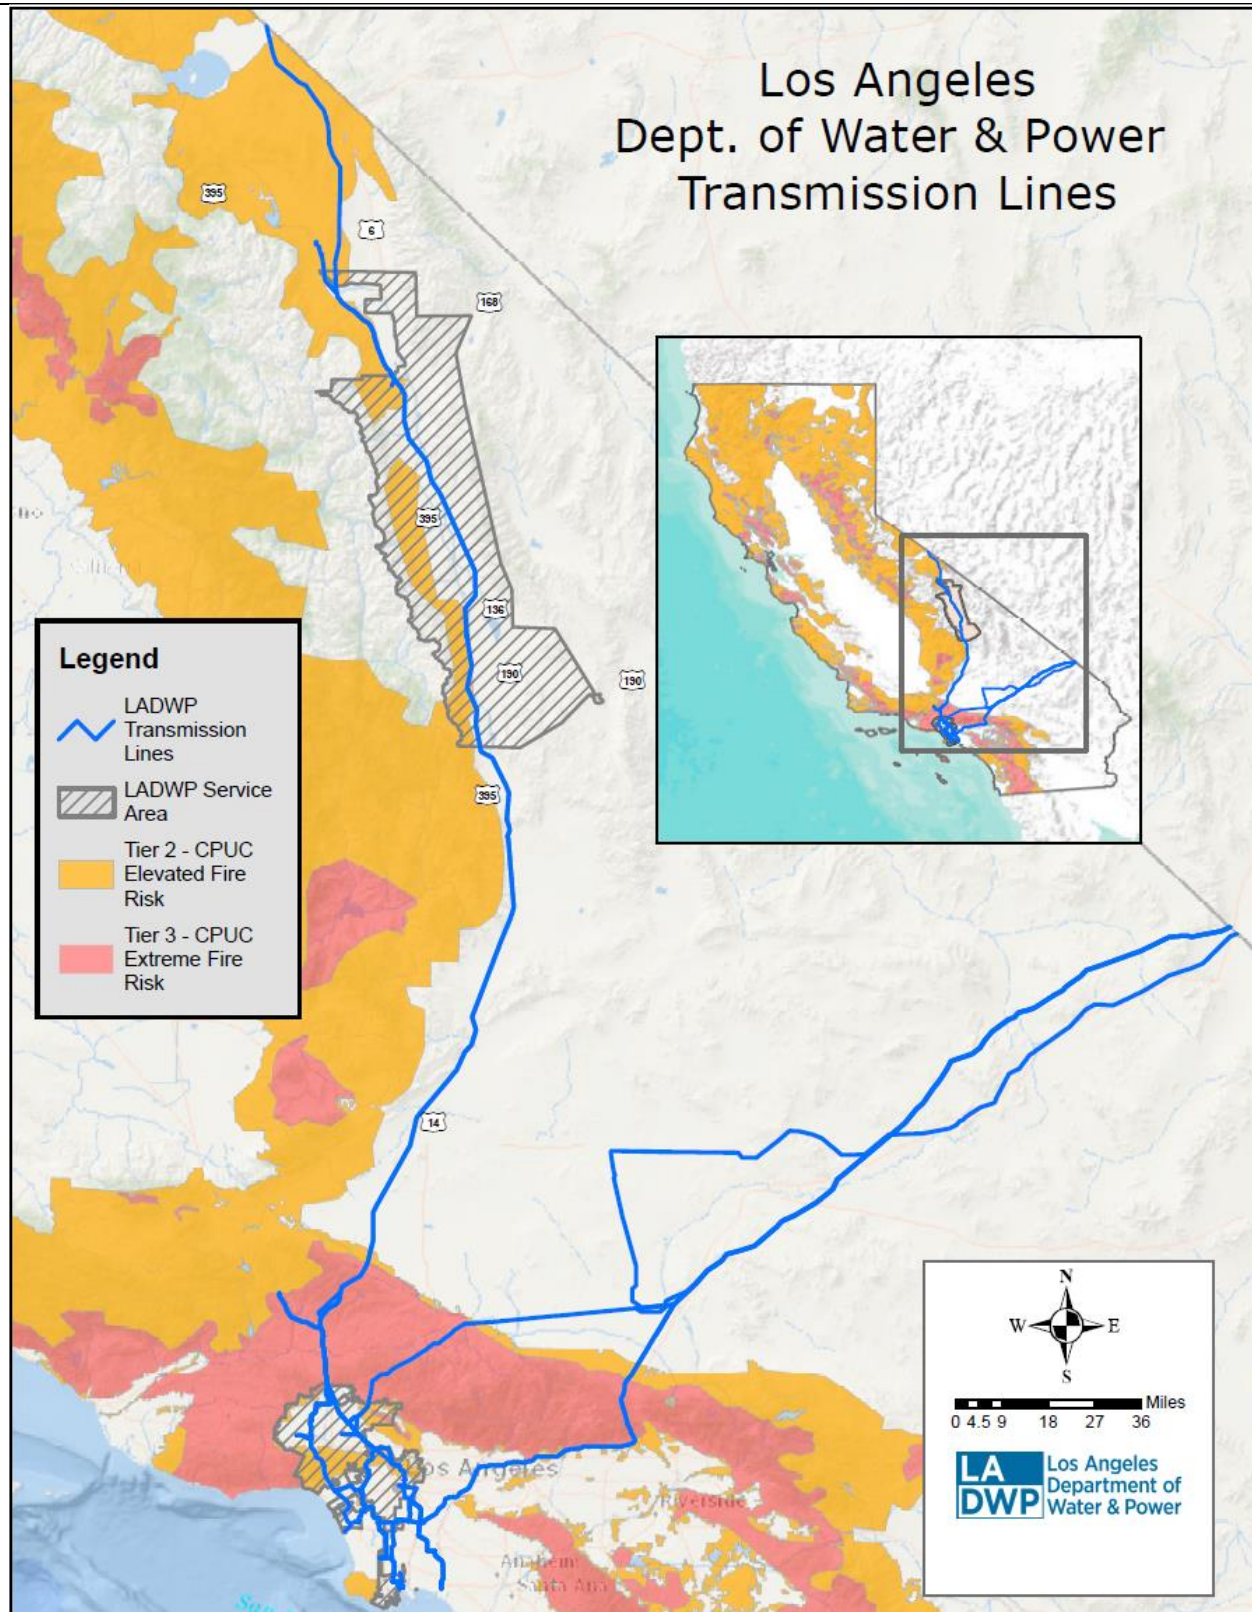 Los Angeles
Dept. of Water & Power
Transmission Lines
395
6
168
395
136
190
190
Legend
LADWP
Transmission
Lines
LADWP Service
Area
Tier 2 - CPUC
Elevated Fire
Risk
Tier 3 - CPUC
Extreme Fire
Risk
395
14
N
W
E
S
Miles
0 4.5 9 18 27 36
LA
DWP
Los Angeles
Department of
Water & Power
Los Angeles
Riverside
Anaheim
Santa Ana